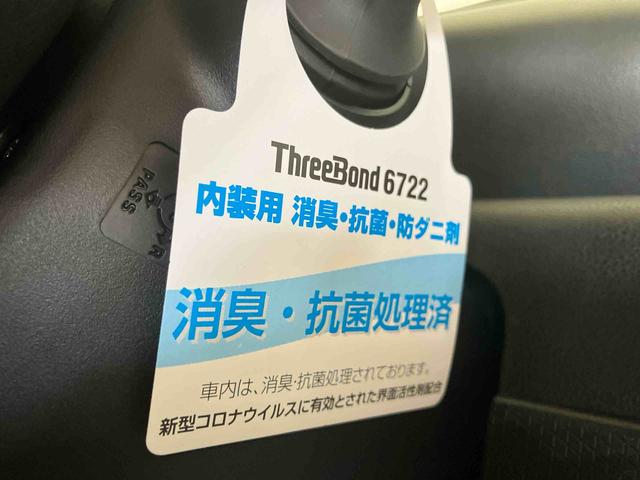 ThreeBond 6722
内装用 消臭・抗菌・防ダニ剤
消臭・抗菌処理済
車内は、消臭・抗菌処理されております。
新型コロナウイルスに有効とされた界面活性剤配合
PASS
R